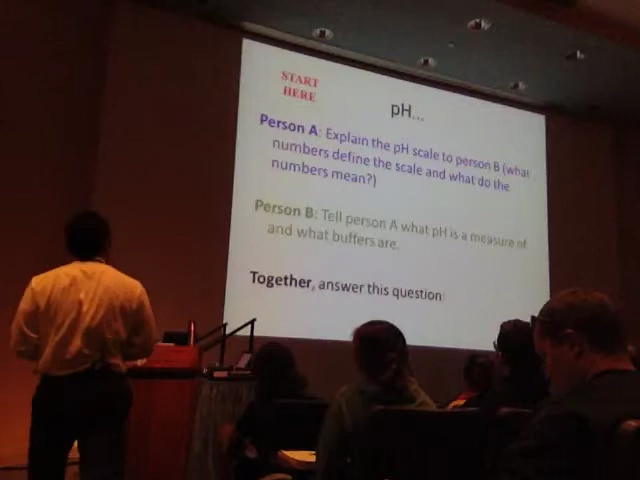 START
HERE
pH...
Person A: Explain the pH scale to person B (what
numbers define the scale and what do the
numbers mean?)
Person B: Tell person A what pH is a measure of
and what buffers are.
Together, answer this question: